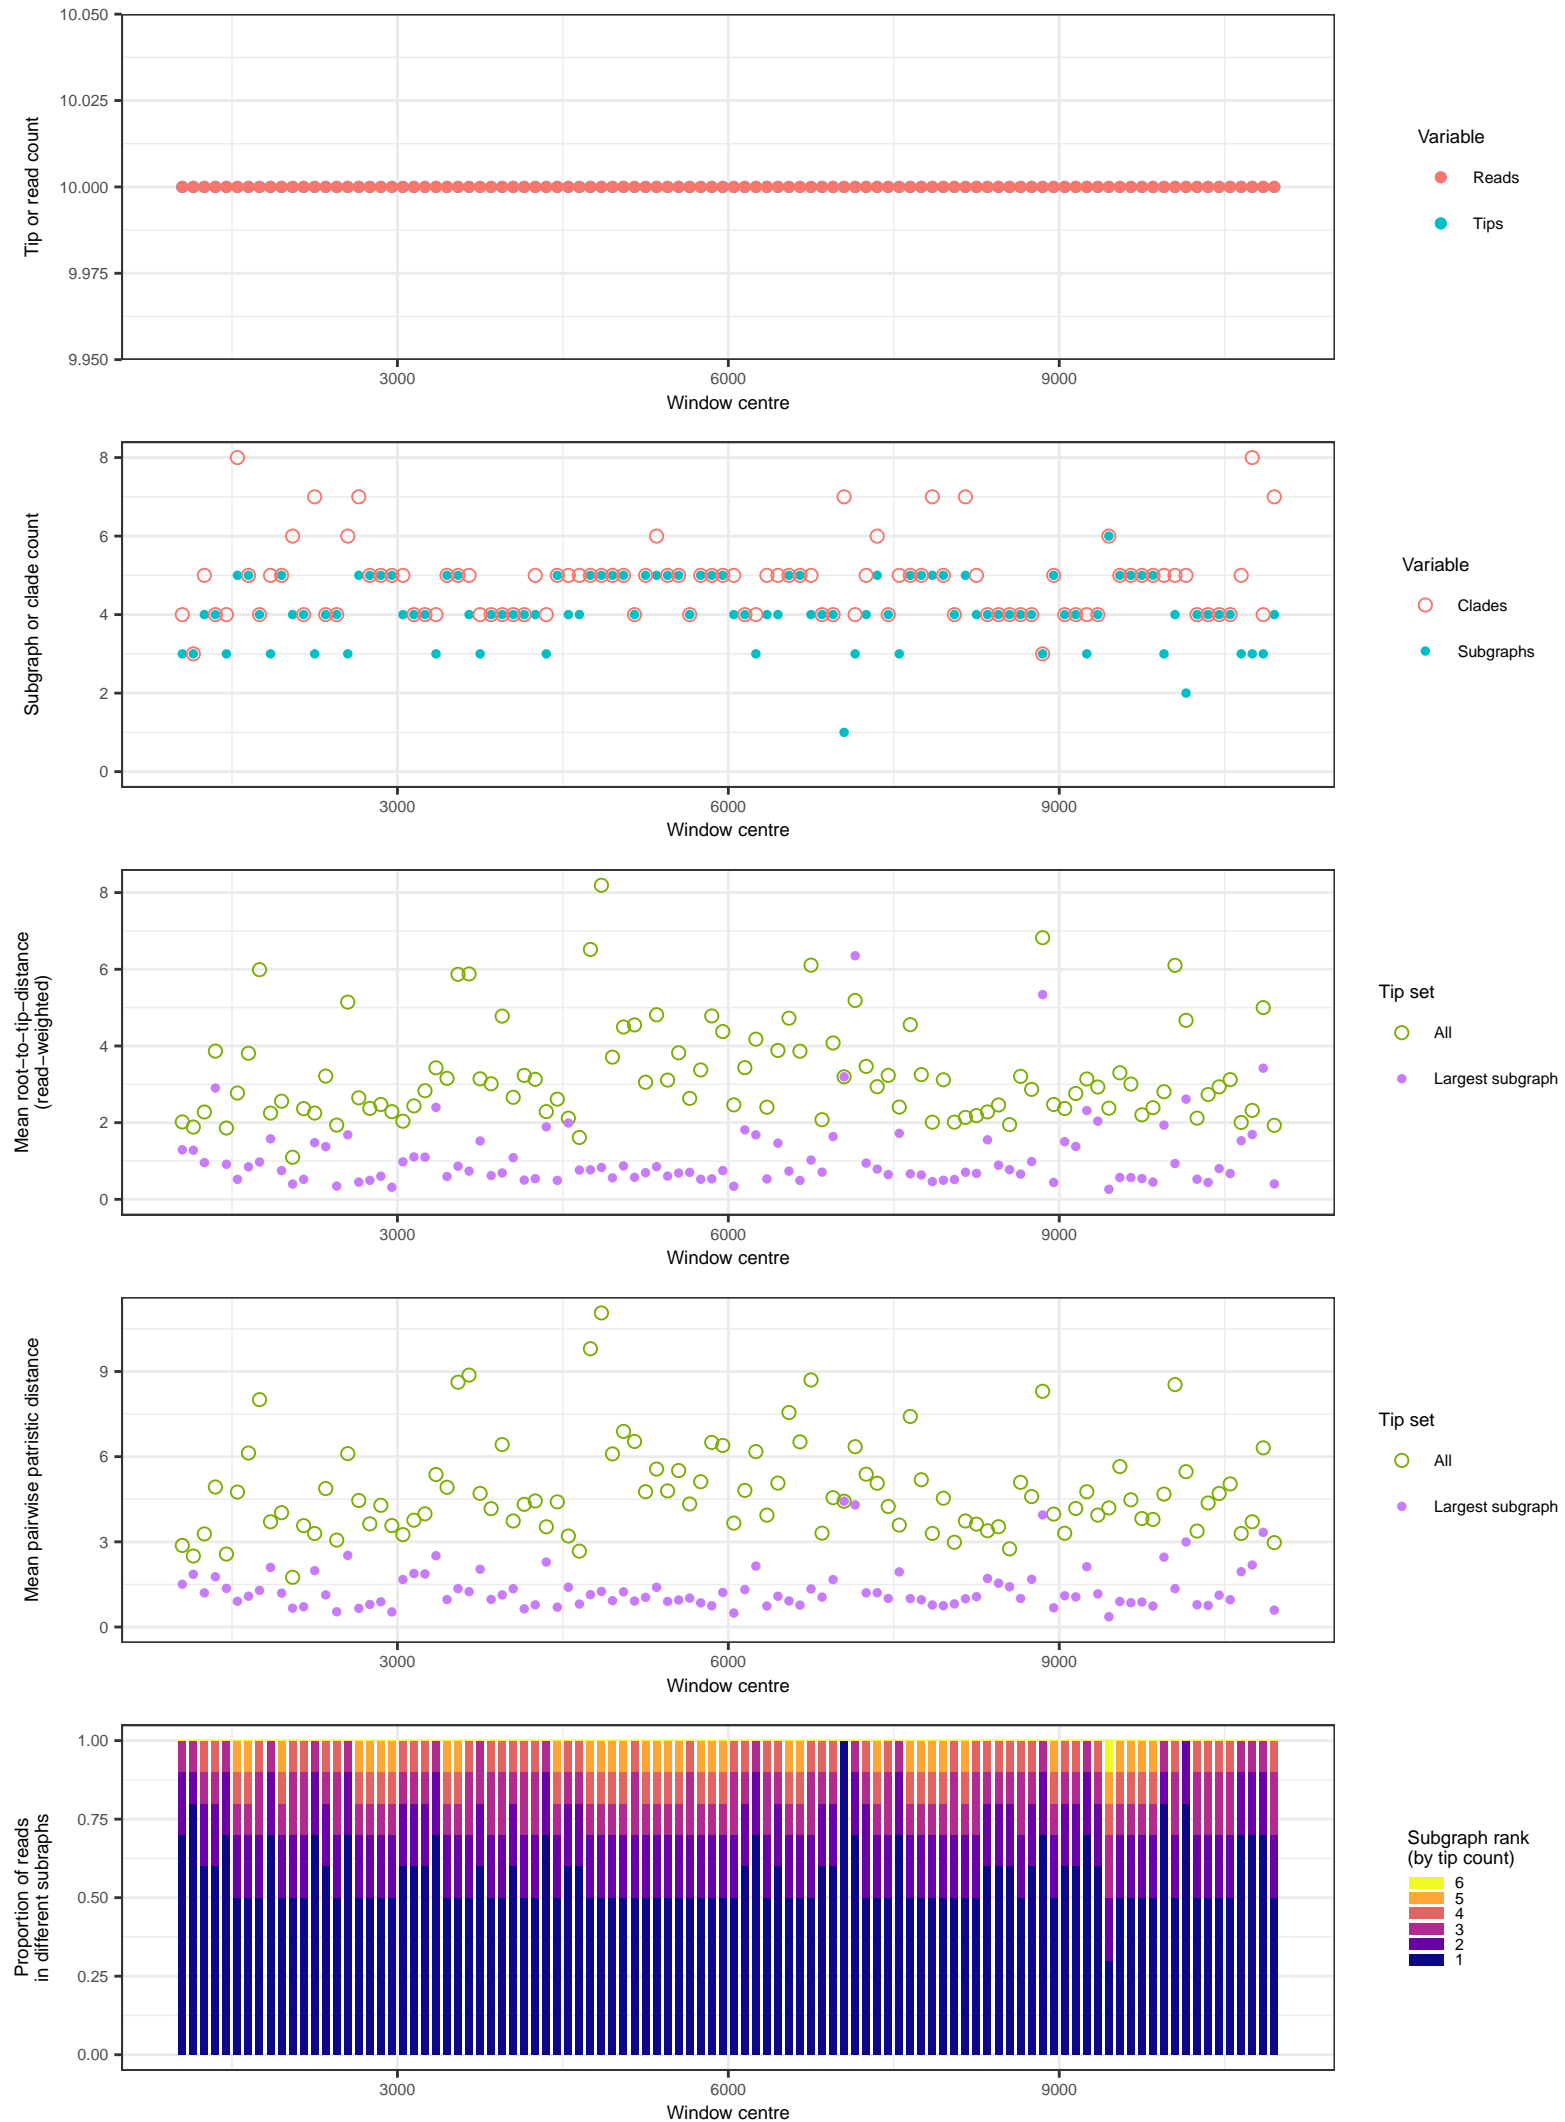 10.050
10.025
10.000
9.975
9.950
Tip or read count
3000 6000 9000
Window centre
Variable
Reads
Tips
8
6
4
2
0
Subgraph or clade count
3000 6000 9000
Window centre
Variable
Clades
Subgraphs
8
6
4
2
0
Mean root−to−tip−distance
(read−weighted)
3000 6000 9000
Window centre
Tip set
All
Largest subgraph
9
6
3
0
Mean pairwise patristic distance
3000 6000 9000
Window centre
Tip set
All
Largest subgraph
1.00
0.75
0.50
0.25
0.00
Proportion of reads
in different subraphs
3000 6000 9000
Window centre
Subgraph rank
(by tip count)
6
5
4
3
2
1